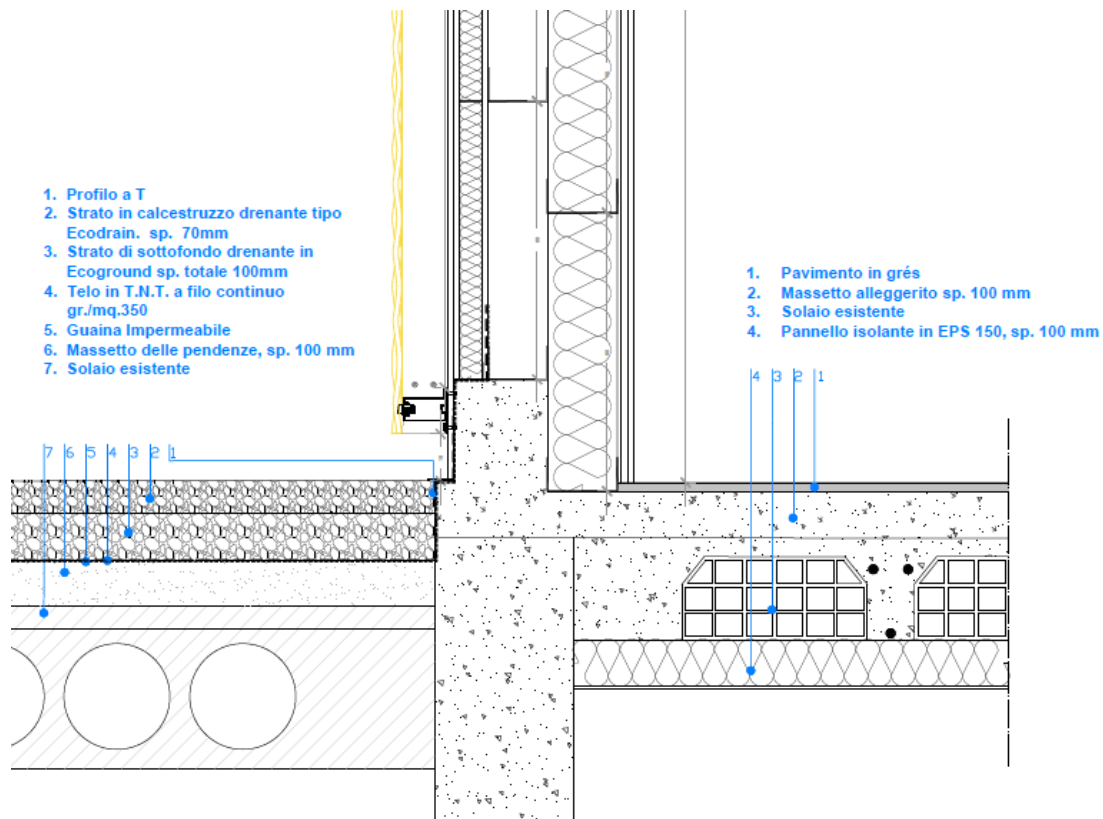 1. Profilo a T
2. Strato in calcestruzzo drenante tipo
Ecodrain. sp. 70mm
3. Strato di sottofondo drenante in
Ecoground sp. totale 100mm
4. Telo in T.N.T. a filo continuo
gr./mq.350
5. Guaina Impermeabile
6. Massetto delle pendenze, sp. 100 mm
7. Solaio esistente
1. Pavimento in grés
2. Massetto alleggerito sp. 100 mm
3. Solaio esistente
4. Pannello isolante in EPS 150, sp. 100 mm
4 3 2 1
7 6 5 4 3 2 1